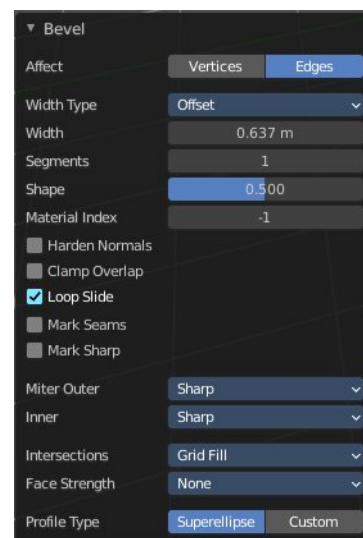 Bevel
Affect Vertices Edges
Width Type Offset
Width 0.637 m
Segments 1
Shape 0.500
Material Index -1
Harden Normals
Clamp Overlap
Loop Slide
Mark Seams
Mark Sharp
Miter Outer Sharp
Inner Sharp
Intersections Grid Fill
Face Strength None
Profile Type Superellipse Custom